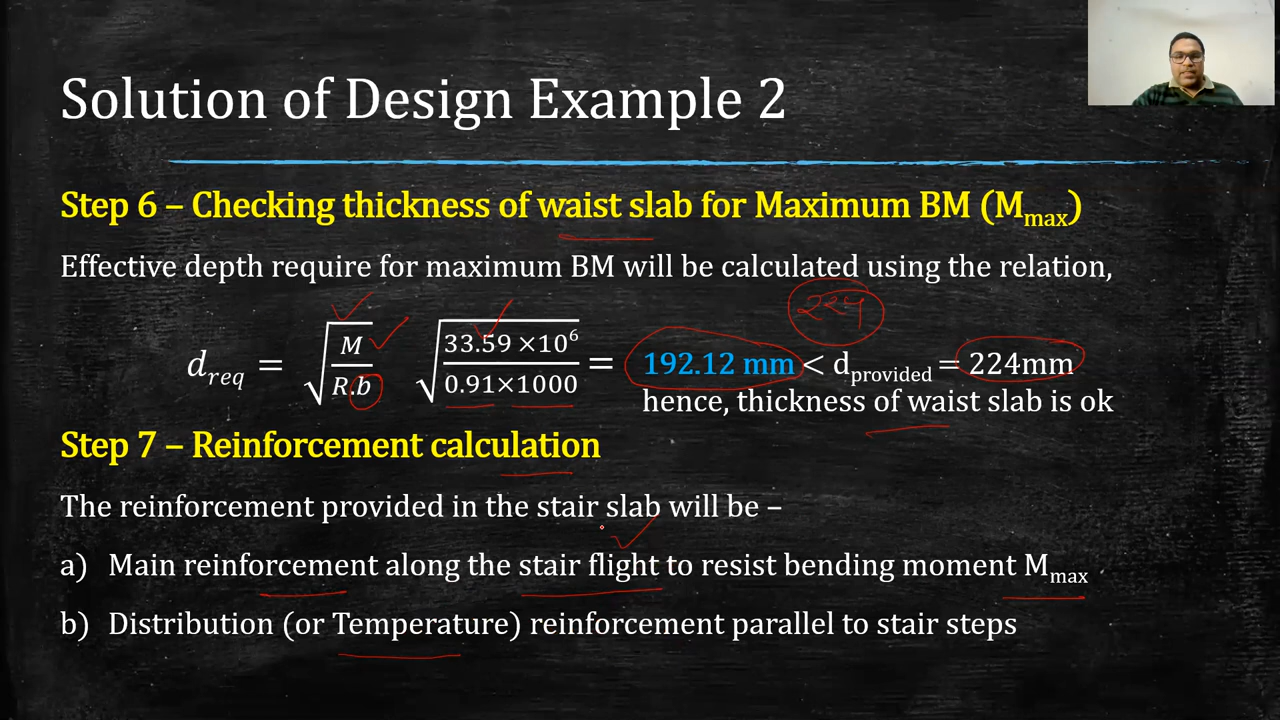 Solution of Design Example 2
Step 6 – Checking thickness of waist slab for Maximum BM (Mmax)
Effective depth require for maximum BM will be calculated using the relation,
224
dreq = √(M / R.b) √(33.59 ×10⁶ / 0.91×1000) = 192.12 mm < dprovided = 224mm
hence, thickness of waist slab is ok
Step 7 – Reinforcement calculation
The reinforcement provided in the stair slab will be –
a) Main reinforcement along the stair flight to resist bending moment Mmax
b) Distribution (or Temperature) reinforcement parallel to stair steps